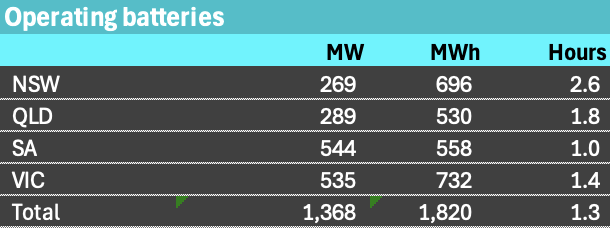 Operating batteries
MW MWh Hours
NSW 269 696 2.6
QLD 289 530 1.8
SA 544 558 1.0
VIC 535 732 1.4
Total 1,368 1,820 1.3